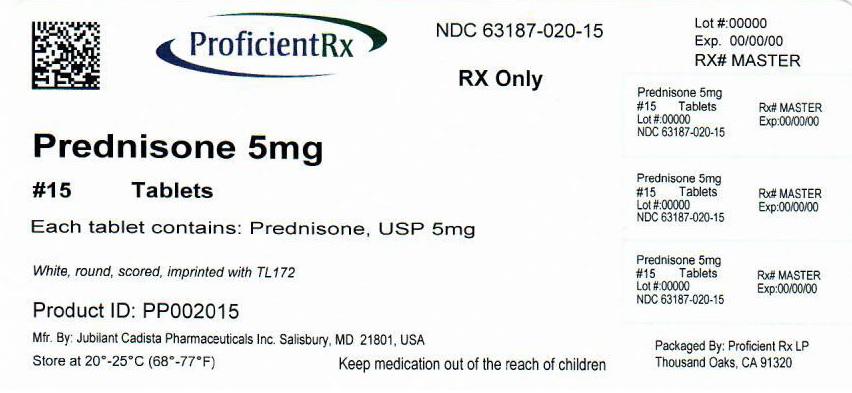 ProficientRx
NDC 63187-020-15
RX Only
Lot #:00000
Exp. 00/00/00
RX# MASTER
Prednisone 5mg
#15 Tablets
Each tablet contains: Prednisone, USP 5mg
White, round, scored, imprinted with TL172
Product ID: PP002015
Mfr. By: Jubilant Cadista Pharmaceuticals Inc. Salisbury, MD 21801, USA
Store at 20°-25°C (68°-77°F)
Keep medication out of the reach of children
Prednisone 5mg
#15 Tablets Rx# MASTER
Lot #:00000 Exp:00/00/00
NDC 63187-020-15
Prednisone 5mg
#15 Tablets Rx# MASTER
Lot #:00000 Exp:00/00/00
NDC 63187-020-15
Prednisone 5mg
#15 Tablets Rx# MASTER
Lot #:00000 Exp:00/00/00
NDC 63187-020-15
Packaged By: Proficient Rx LP
Thousand Oaks, CA 91320